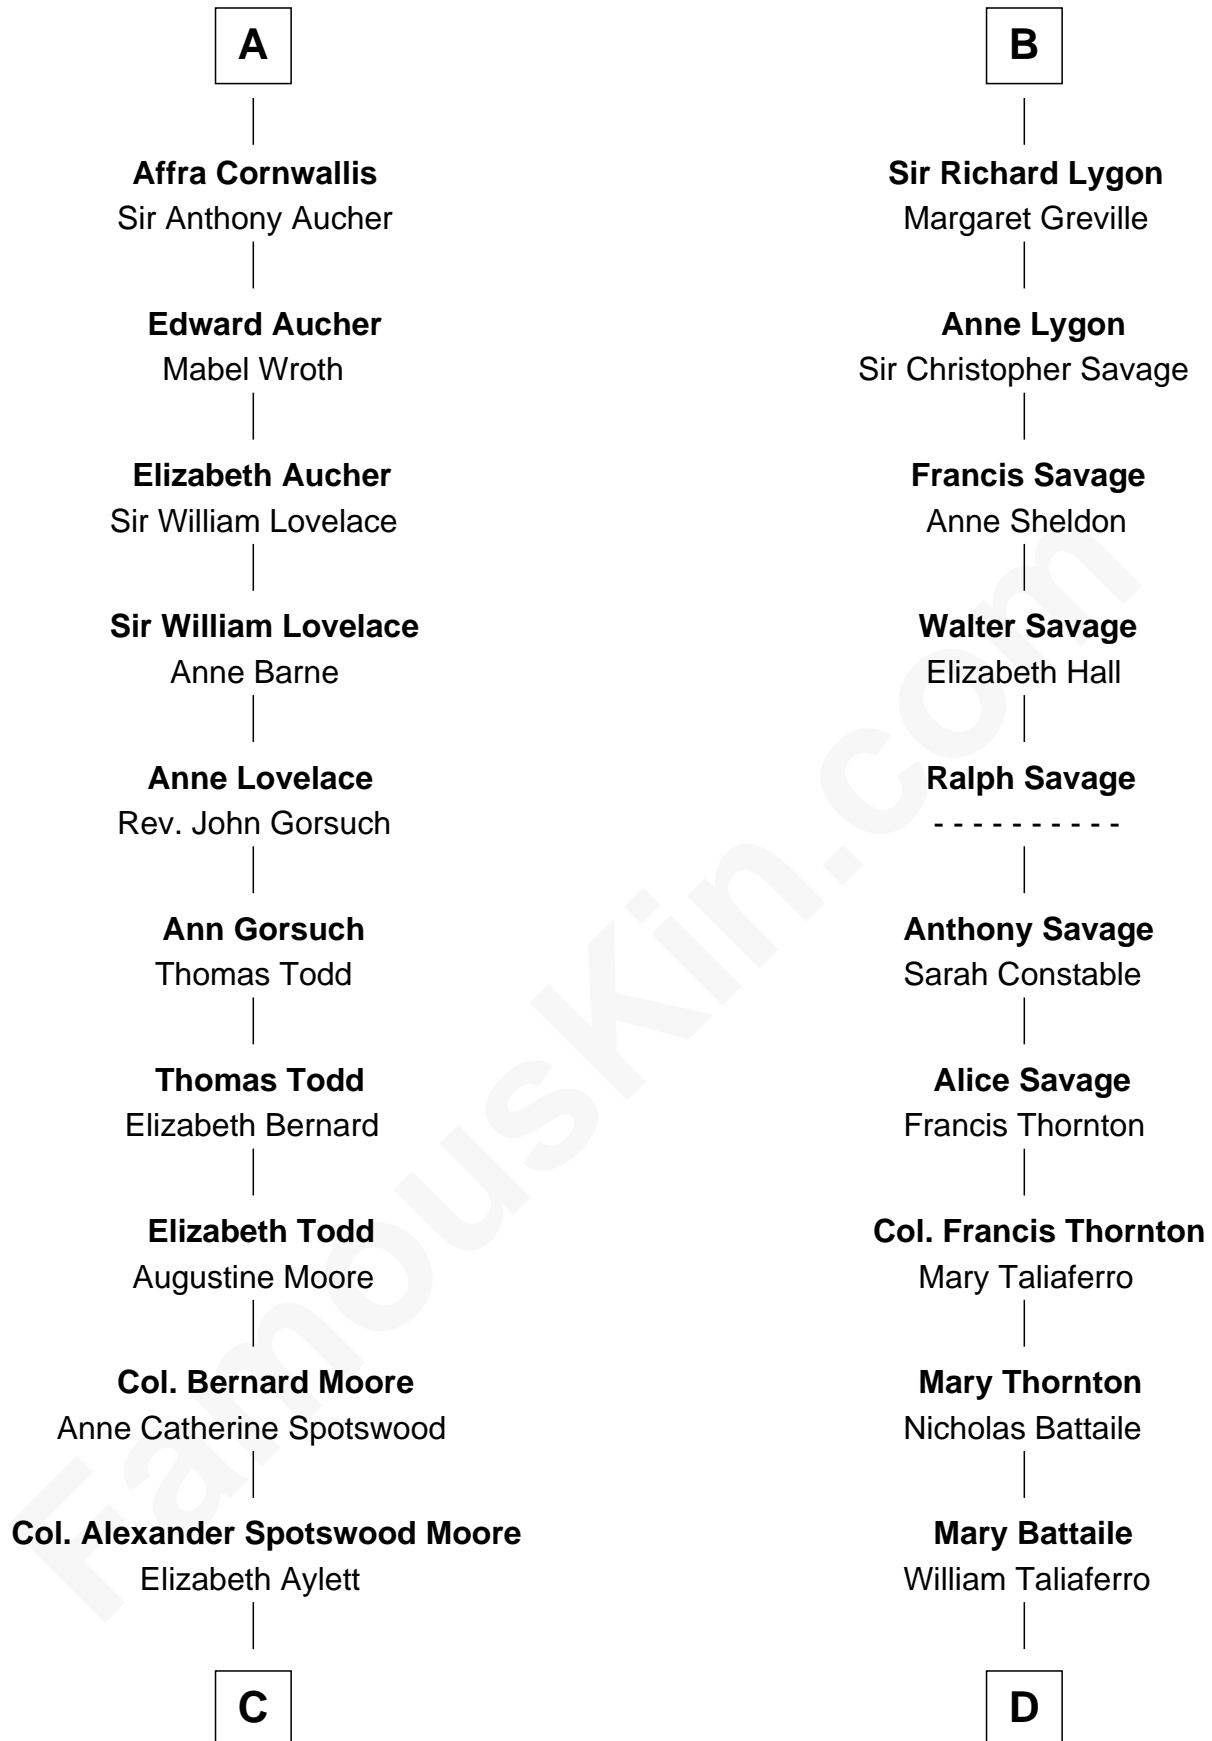 A
Affra Cornwallis
Sir Anthony Aucher
Edward Aucher
Mabel Wroth
Elizabeth Aucher
Sir William Lovelace
Sir William Lovelace
Anne Barne
Anne Lovelace
Rev. John Gorsuch
Ann Gorsuch
Thomas Todd
Thomas Todd
Elizabeth Bernard
Elizabeth Todd
Augustine Moore
Col. Bernard Moore
Anne Catherine Spotswood
Col. Alexander Spotswood Moore
Elizabeth Aylett
C
B
Sir Richard Lygon
Margaret Greville
Anne Lygon
Sir Christopher Savage
Francis Savage
Anne Sheldon
Walter Savage
Elizabeth Hall
Ralph Savage
- - - - - - - - - -
Anthony Savage
Sarah Constable
Alice Savage
Francis Thornton
Col. Francis Thornton
Mary Taliaferro
Mary Thornton
Nicholas Battaile
Mary Battaile
William Taliaferro
D
FamousKin.com